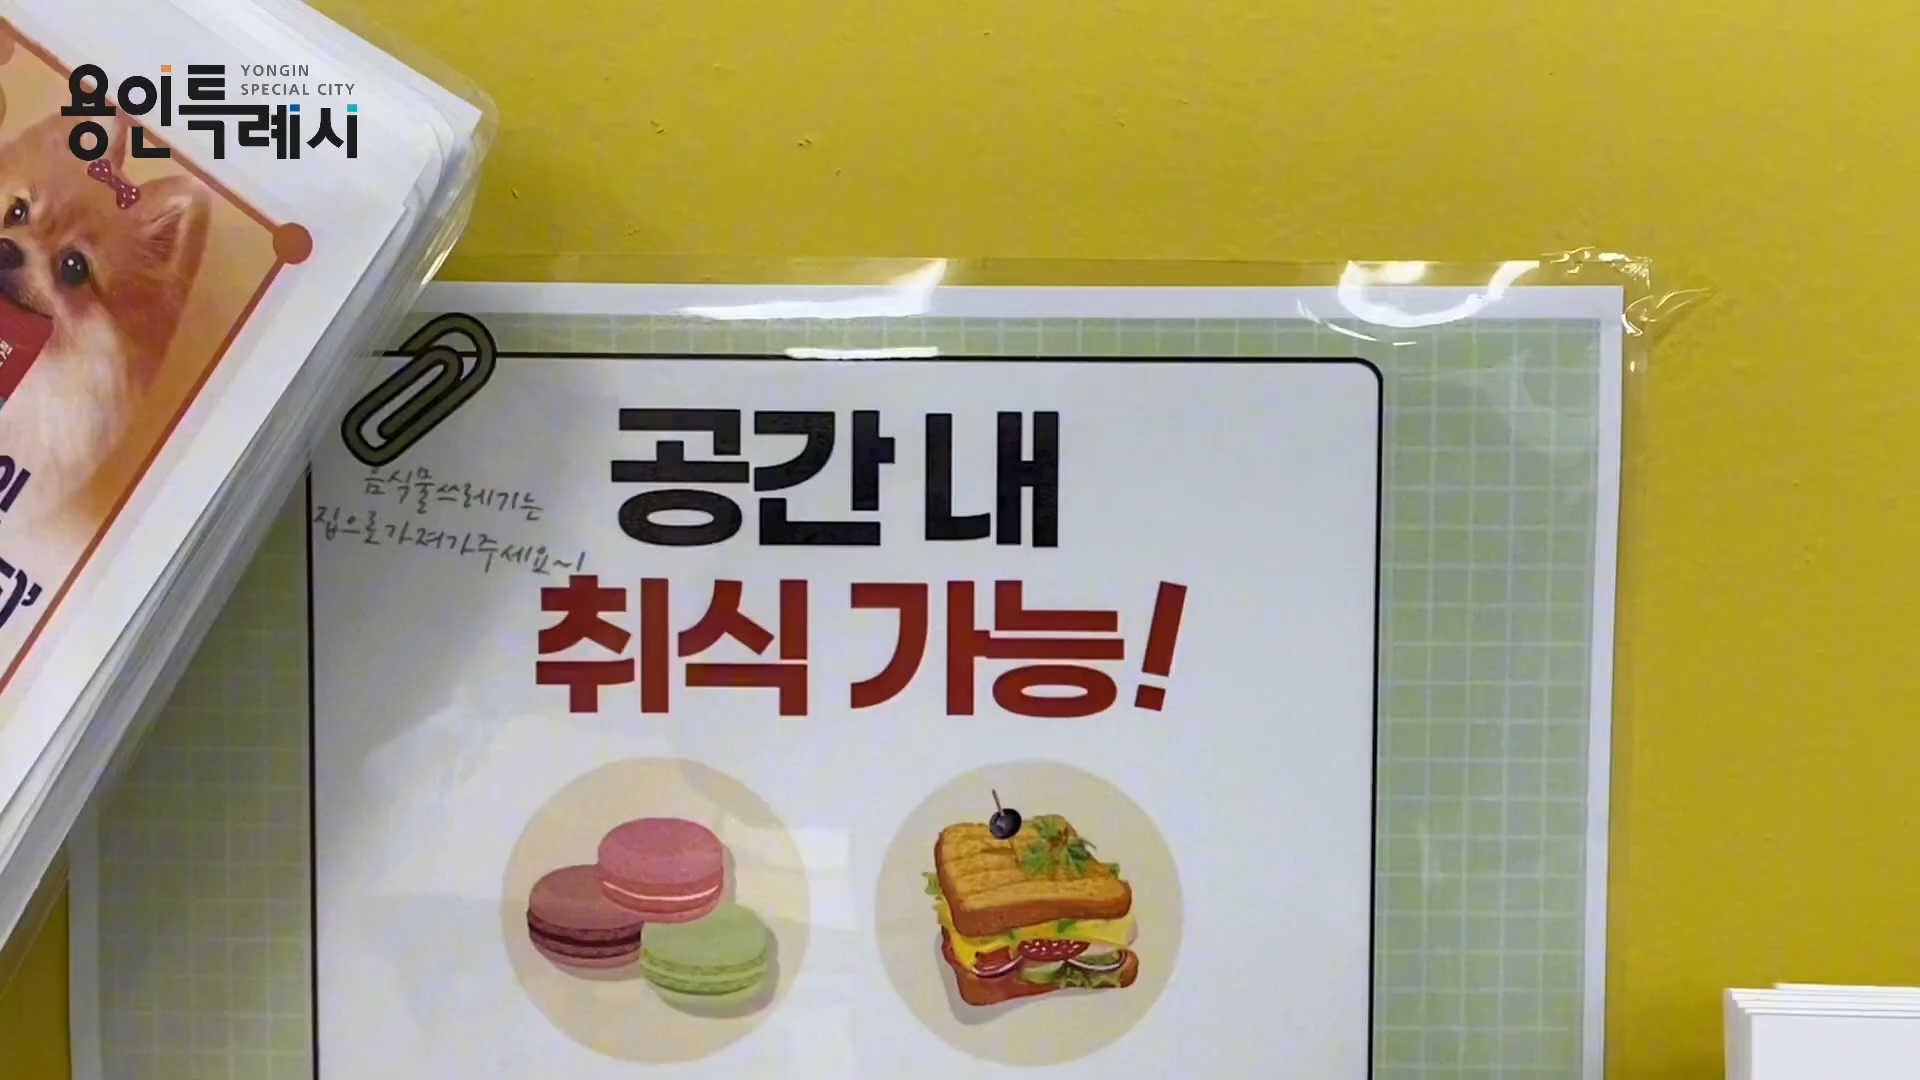 용인특례시
YONGIN
SPECIAL CITY
공간 내
음식물쓰레기는
집으로가져가주세요~!
취식 가능!